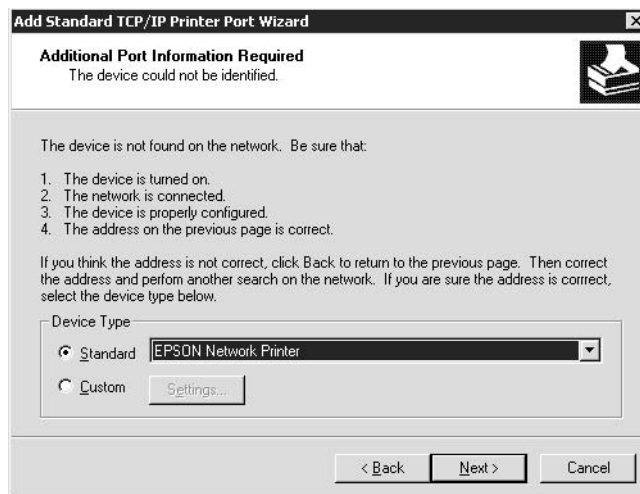 Add Standard TCP/IP Printer Port Wizard
Additional Port Information Required
The device could not be identified.
The device is not found on the network. Be sure that:
1. The device is turned on.
2. The network is connected.
3. The device is properly configured.
4. The address on the previous page is correct.
If you think the address is not correct, click Back to return to the previous page. Then correct
the address and perfom another search on the network. If you are sure the address is corrrect,
select the device type below.
Device Type
Standard EPSON Network Printer
Custom Settings...
< Back Next > Cancel